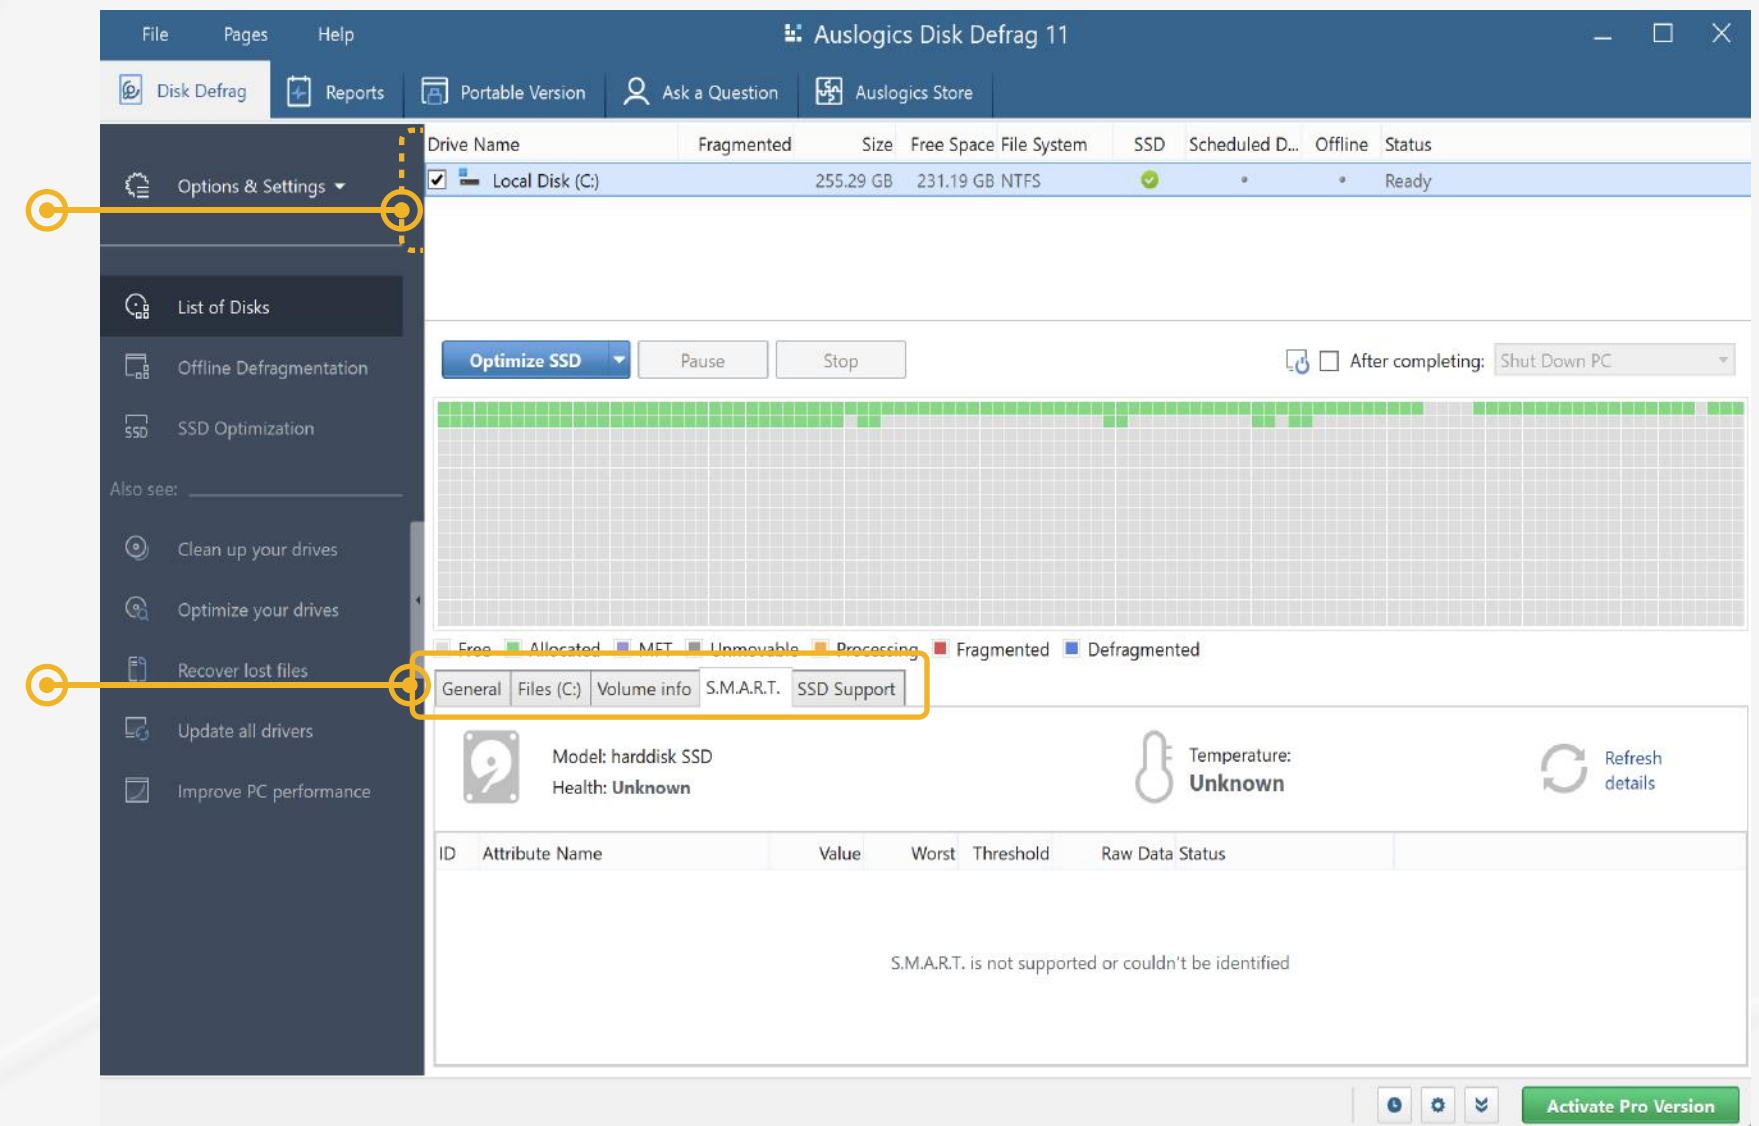 File Pages Help Auslogics Disk Defrag 11
Disk Defrag Reports Portable Version Ask a Question Auslogics Store
Options & Settings
List of Disks
Offline Defragmentation
SSD SSD Optimization
Also see:
Clean up your drives
Optimize your drives
Recover lost files
Update all drivers
Improve PC performance
Drive Name Fragmented Size Free Space File System SSD Scheduled D... Offline Status
Local Disk (C:) 255.29 GB 231.19 GB NTFS Ready
Optimize SSD Pause Stop After completing: Shut Down PC
Free Allocated MFT Unmovable Processing Fragmented Defragmented
General Files (C:) Volume info S.M.A.R.T. SSD Support
Model: harddisk SSD
Health: Unknown
Temperature:
Unknown
Refresh
details
ID Attribute Name Value Worst Threshold Raw Data Status
S.M.A.R.T. is not supported or couldn't be identified
Activate Pro Version